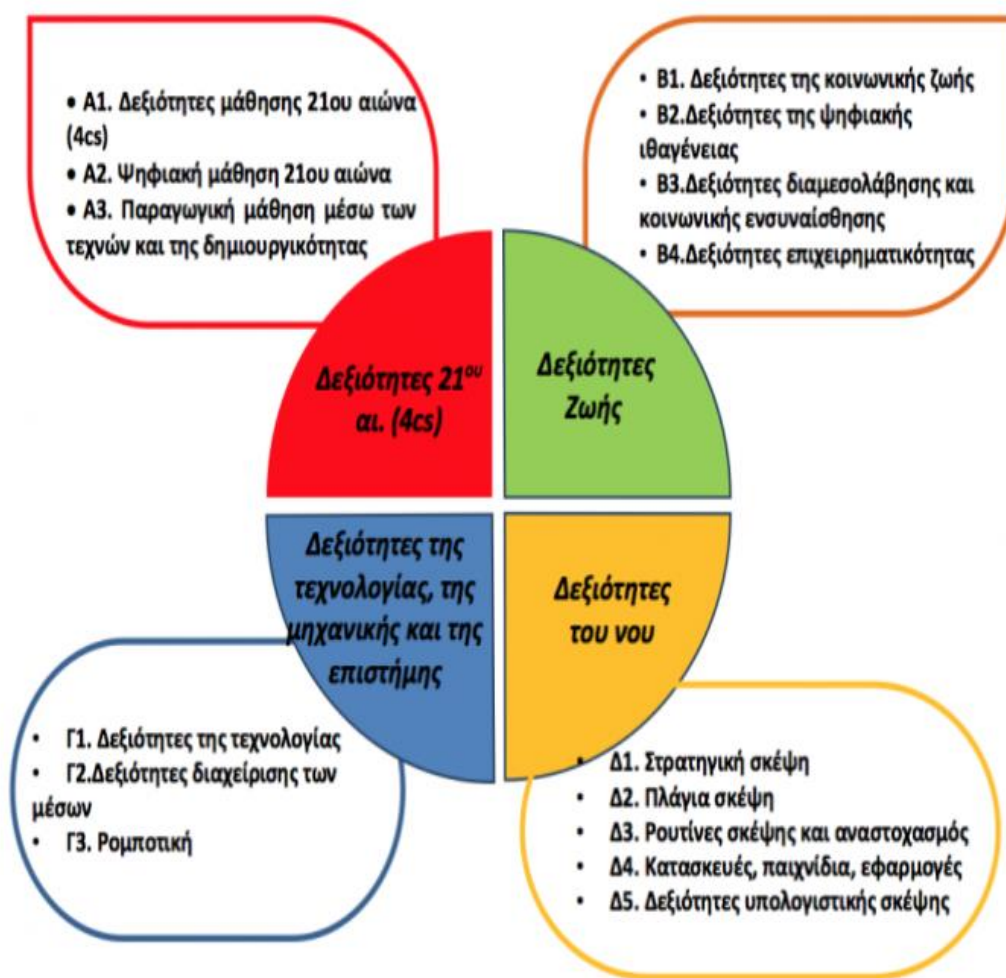 • Α1. Δεξιότητες μάθησης 21ου αιώνα
(4cs)
• Α2. Ψηφιακή μάθηση 21ου αιώνα
• Α3. Παραγωγική μάθηση μέσω των
τεχνών και της δημιουργικότητας
• Β1. Δεξιότητες της κοινωνικής ζωής
• Β2.Δεξιότητες της ψηφιακής
ιθαγένειας
• Β3.Δεξιότητες διαμεσολάβησης και
κοινωνικής ενσυναίσθησης
• Β4.Δεξιότητες επιχειρηματικότητας
Δεξιότητες 21ου
αι. (4cs)
Δεξιότητες
Ζωής
Δεξιότητες της
τεχνολογίας, της
μηχανικής και της
επιστήμης
Δεξιότητες
του νου
• Γ1. Δεξιότητες της τεχνολογίας
• Γ2.Δεξιότητες διαχείρισης των
μέσων
• Γ3. Ρομποτική
• Δ1. Στρατηγική σκέψη
• Δ2. Πλάγια σκέψη
• Δ3. Ρουτίνες σκέψης και αναστοχασμός
• Δ4. Κατασκευές, παιχνίδια, εφαρμογές
• Δ5. Δεξιότητες υπολογιστικής σκέψης